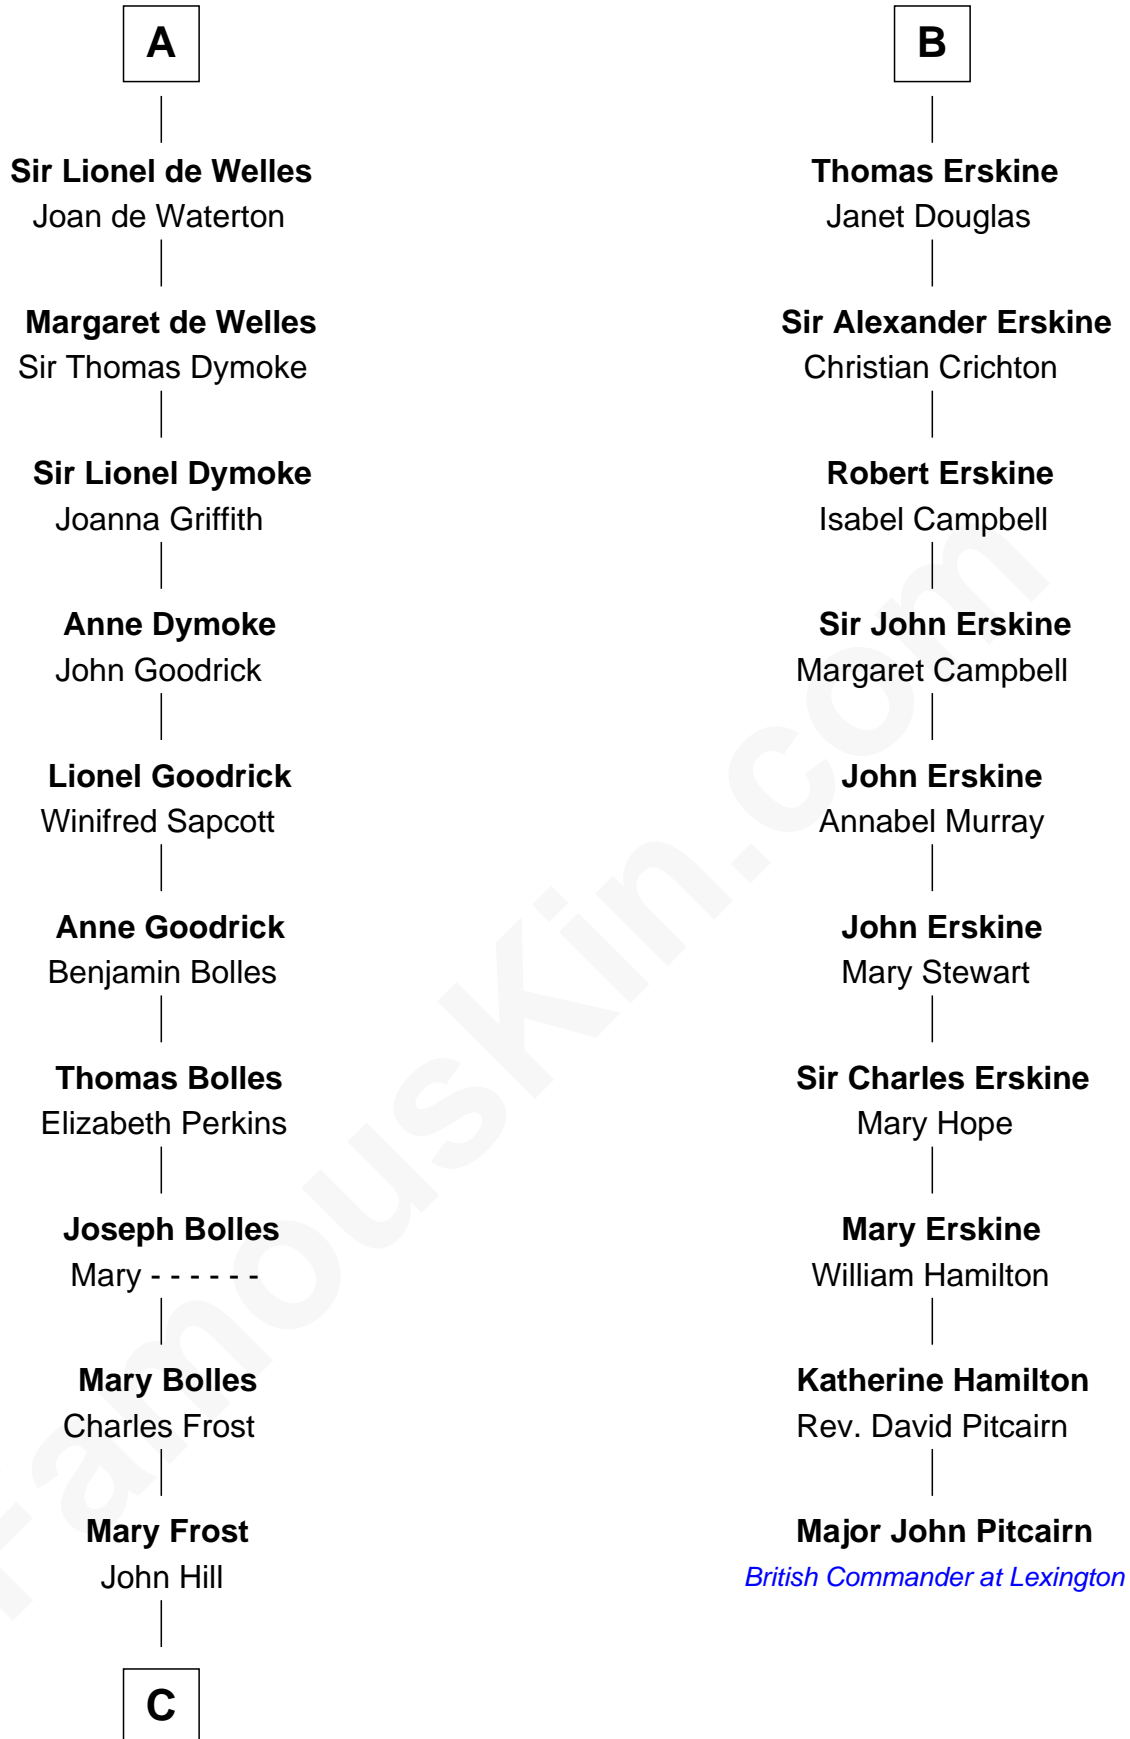 A
Sir Lionel de Welles
Joan de Waterton
Margaret de Welles
Sir Thomas Dymoke
Sir Lionel Dymoke
Joanna Griffith
Anne Dymoke
John Goodrick
Lionel Goodrick
Winifred Sapcott
Anne Goodrick
Benjamin Bolles
Thomas Bolles
Elizabeth Perkins
Joseph Bolles
Mary - - - - - -
Mary Bolles
Charles Frost
Mary Frost
John Hill
C
B
Thomas Erskine
Janet Douglas
Sir Alexander Erskine
Christian Crichton
Robert Erskine
Isabel Campbell
Sir John Erskine
Margaret Campbell
John Erskine
Annabel Murray
John Erskine
Mary Stewart
Sir Charles Erskine
Mary Hope
Mary Erskine
William Hamilton
Katherine Hamilton
Rev. David Pitcairn
Major John Pitcairn
British Commander at Lexington
FamousKin.com